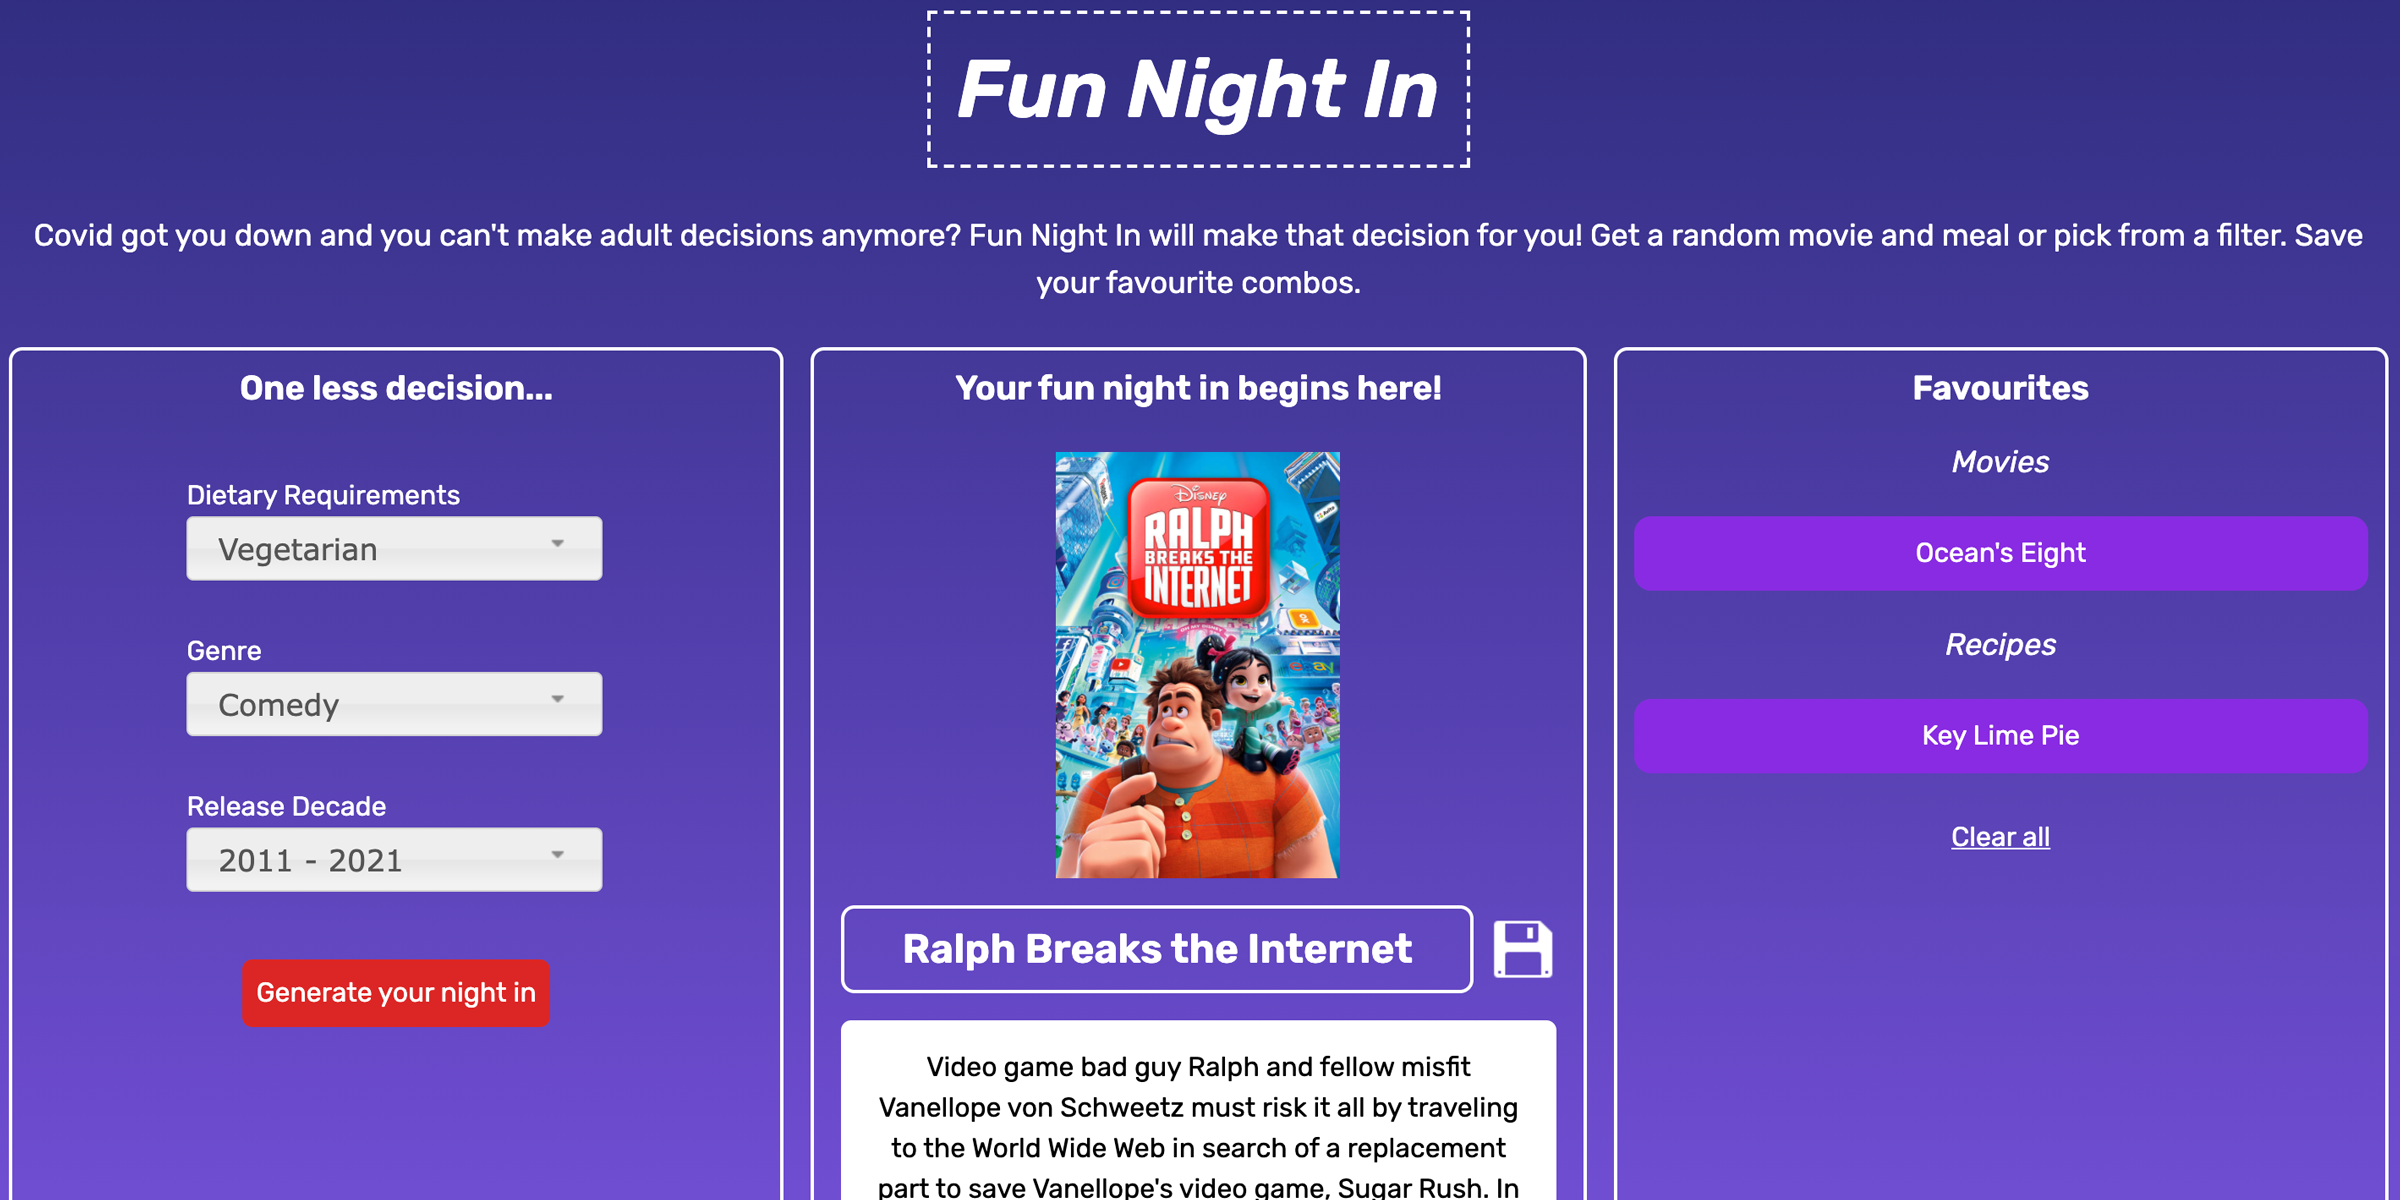 Fun Night In
Covid got you down and you can't make adult decisions anymore? Fun Night In will make that decision for you! Get a random movie and meal or pick from a filter. Save
your favourite combos.
One less decision...
Dietary Requirements
Vegetarian
Genre
Comedy
Release Decade
2011 - 2021
Generate your night in
Your fun night in begins here!
Disney
RALPH
BREAKS THE
INTERNET
ebay
Ralph Breaks the Internet
Video game bad guy Ralph and fellow misfit
Vanellope von Schweetz must risk it all by traveling
to the World Wide Web in search of a replacement
part to save Vanellope's video game, Sugar Rush. In
Favourites
Movies
Ocean's Eight
Recipes
Key Lime Pie
Clear all